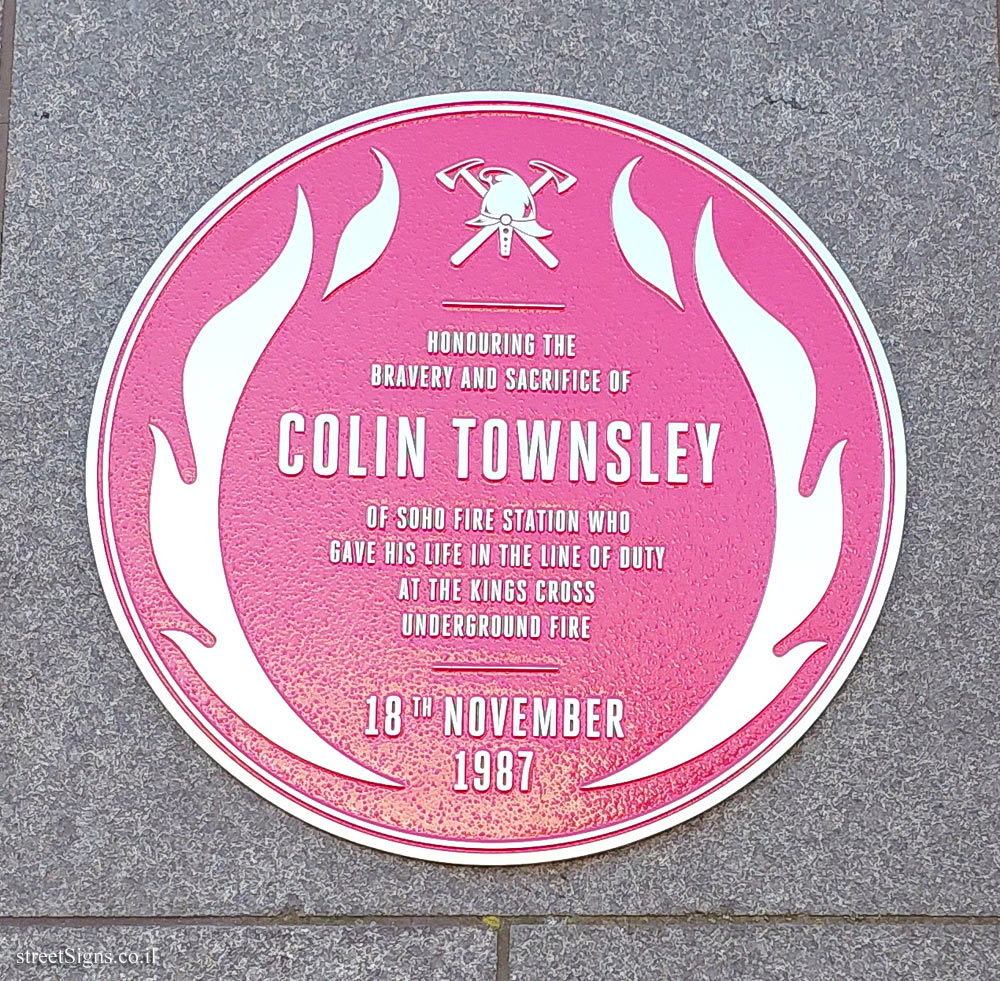 HONOURING THE
BRAVERY AND SACRIFICE OF
COLIN TOWNSLEY
OF SOHO FIRE STATION WHO
GAVE HIS LIFE IN THE LINE OF DUTY
AT THE KINGS CROSS
UNDERGROUND FIRE
18TH NOVEMBER
1987
streetSigns.co.il